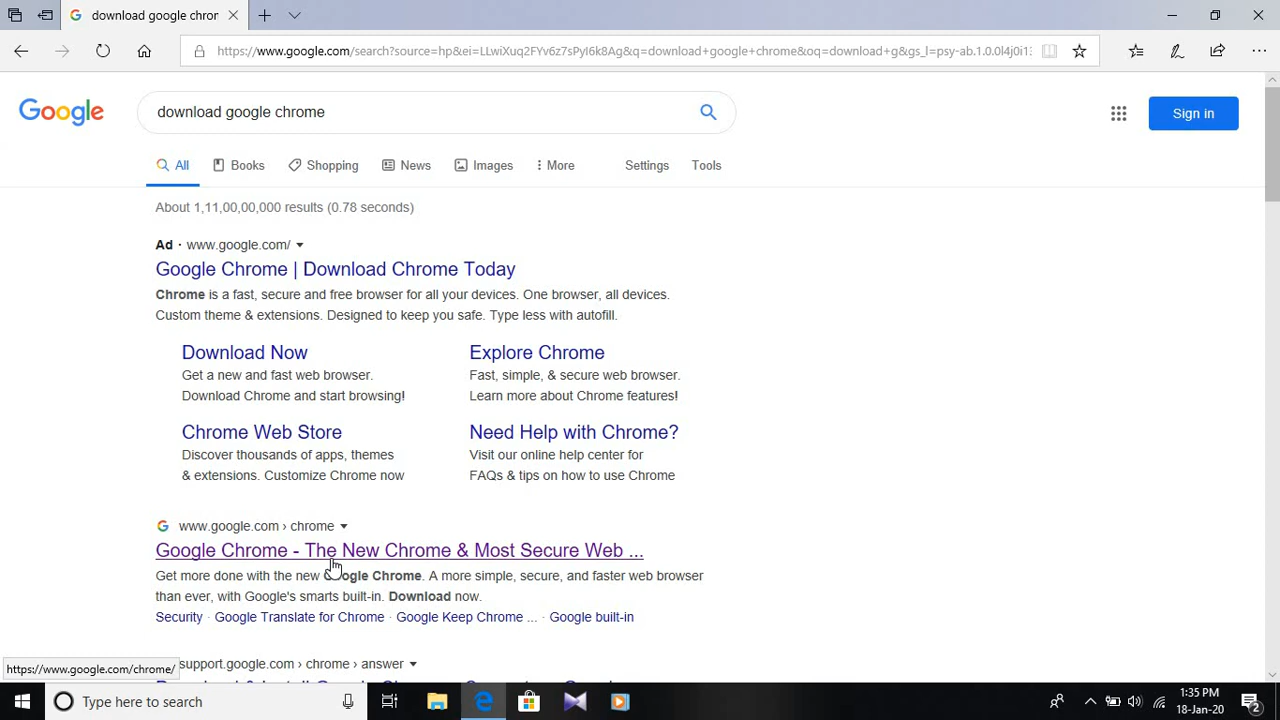 download google chror
https://www.google.com/search?source=hp&ei=LLwiXuq2FYv6z7sPyI6k8Ag&q=download+google+chrome&oq=download+g&gs_l=psy-ab.1.0.0l4j0i13
Google
download google chrome
Sign in
All Books Shopping News Images More Settings Tools
About 1,11,00,00,000 results (0.78 seconds)
Ad · www.google.com/
Google Chrome | Download Chrome Today
Chrome is a fast, secure and free browser for all your devices. One browser, all devices.
Custom theme & extensions. Designed to keep you safe. Type less with autofill.
Download Now
Get a new and fast web browser.
Download Chrome and start browsing!
Explore Chrome
Fast, simple, & secure web browser.
Learn more about Chrome features!
Chrome Web Store
Discover thousands of apps, themes
& extensions. Customize Chrome now
Need Help with Chrome?
Visit our online help center for
FAQs & tips on how to use Chrome
www.google.com › chrome
Google Chrome - The New Chrome & Most Secure Web ...
Get more done with the new Google Chrome. A more simple, secure, and faster web browser
than ever, with Google's smarts built-in. Download now.
Security · Google Translate for Chrome · Google Keep Chrome ... · Google built-in
support.google.com › chrome › answer
https://www.google.com/chrome/
Type here to search
1:35 PM
18-Jan-20
2